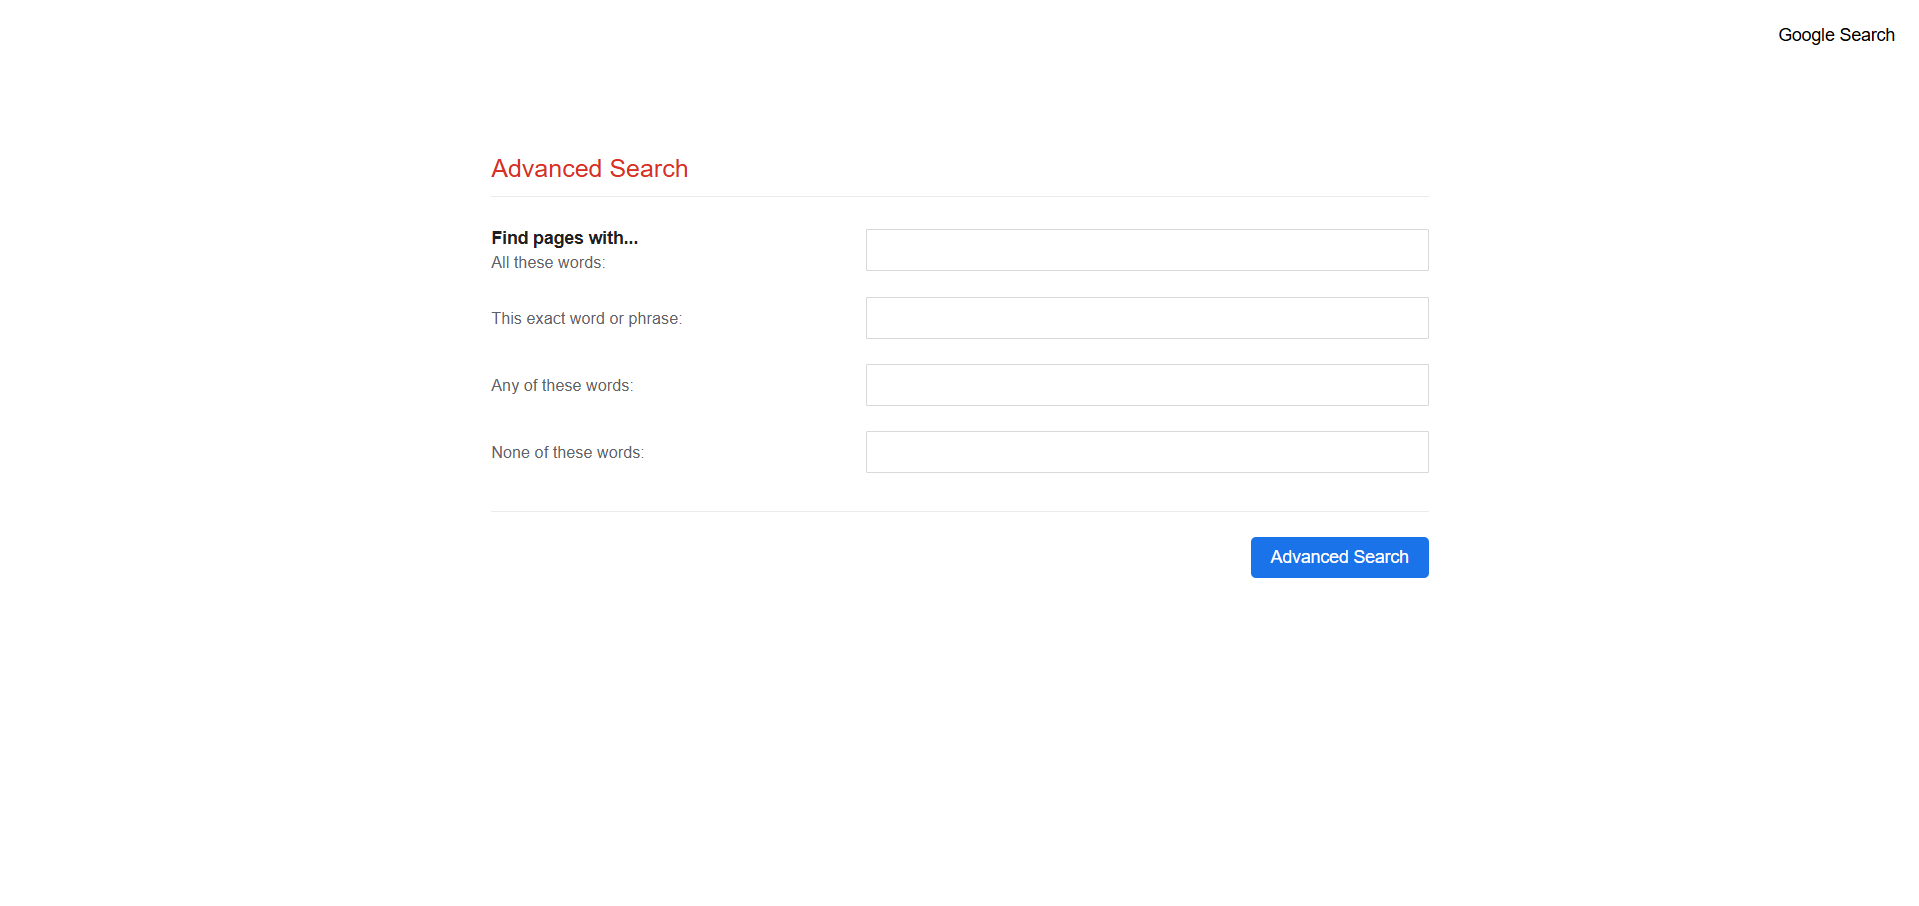 Google Search
Advanced Search
Find pages with...
All these words:
This exact word or phrase:
Any of these words:
None of these words:
Advanced Search